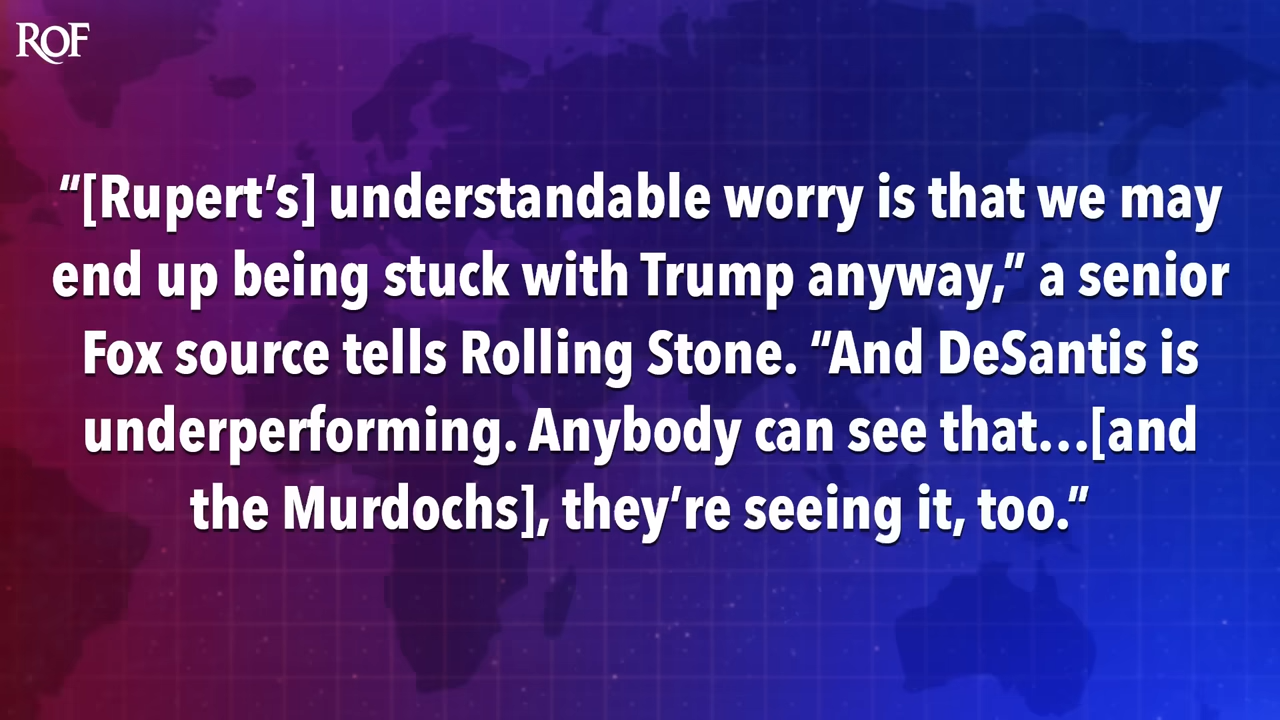 ROF
“[Rupert’s] understandable worry is that we may
end up being stuck with Trump anyway,” a senior
Fox source tells Rolling Stone. “And DeSantis is
underperforming. Anybody can see that…[and
the Murdochs], they’re seeing it, too.”